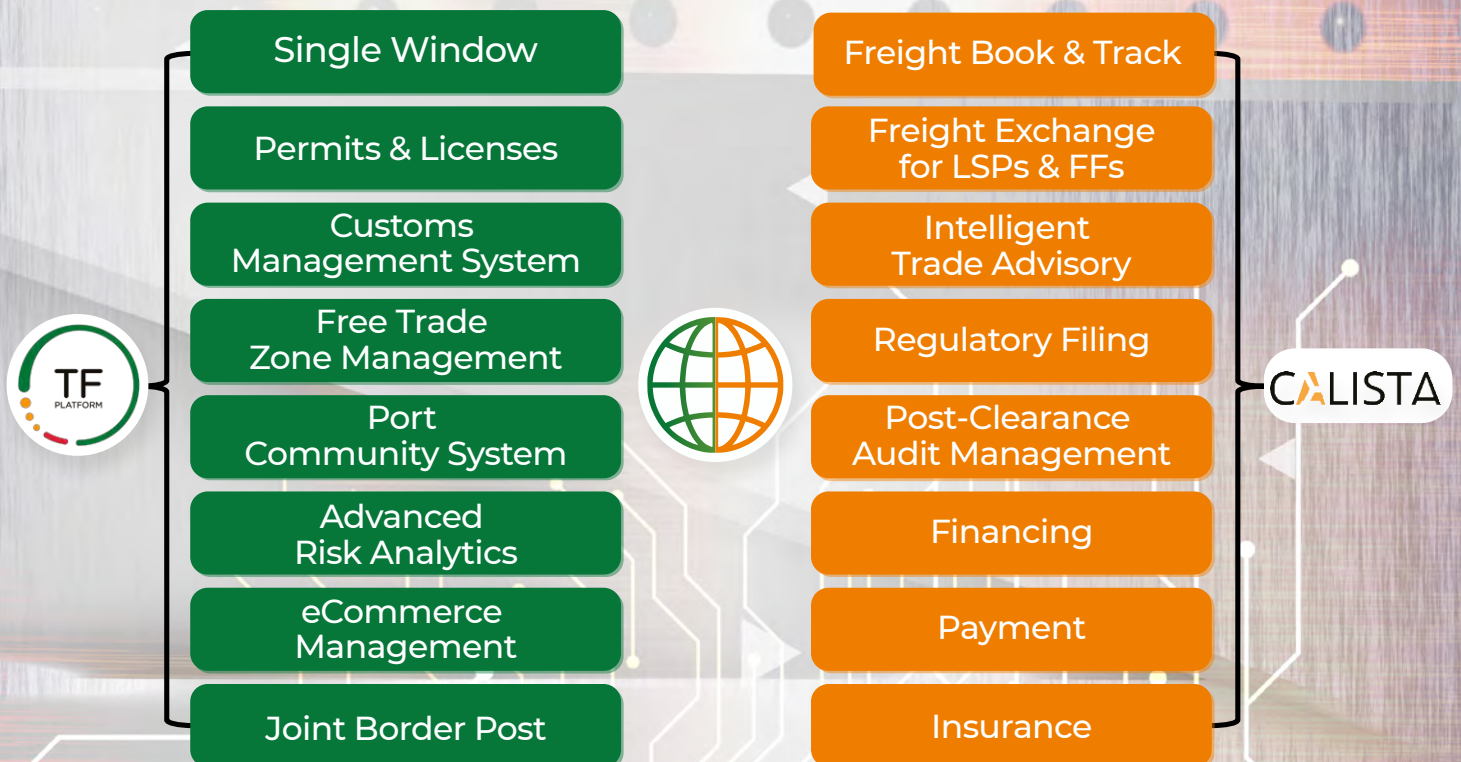 TF
PLATFORM
Single Window
Permits & Licenses
Customs
Management System
Free Trade
Zone Management
Port
Community System
Advanced
Risk Analytics
eCommerce
Management
Joint Border Post
Freight Book & Track
Freight Exchange
for LSPs & FFs
Intelligent
Trade Advisory
Regulatory Filing
Post-Clearance
Audit Management
Financing
Payment
Insurance
CALISTA